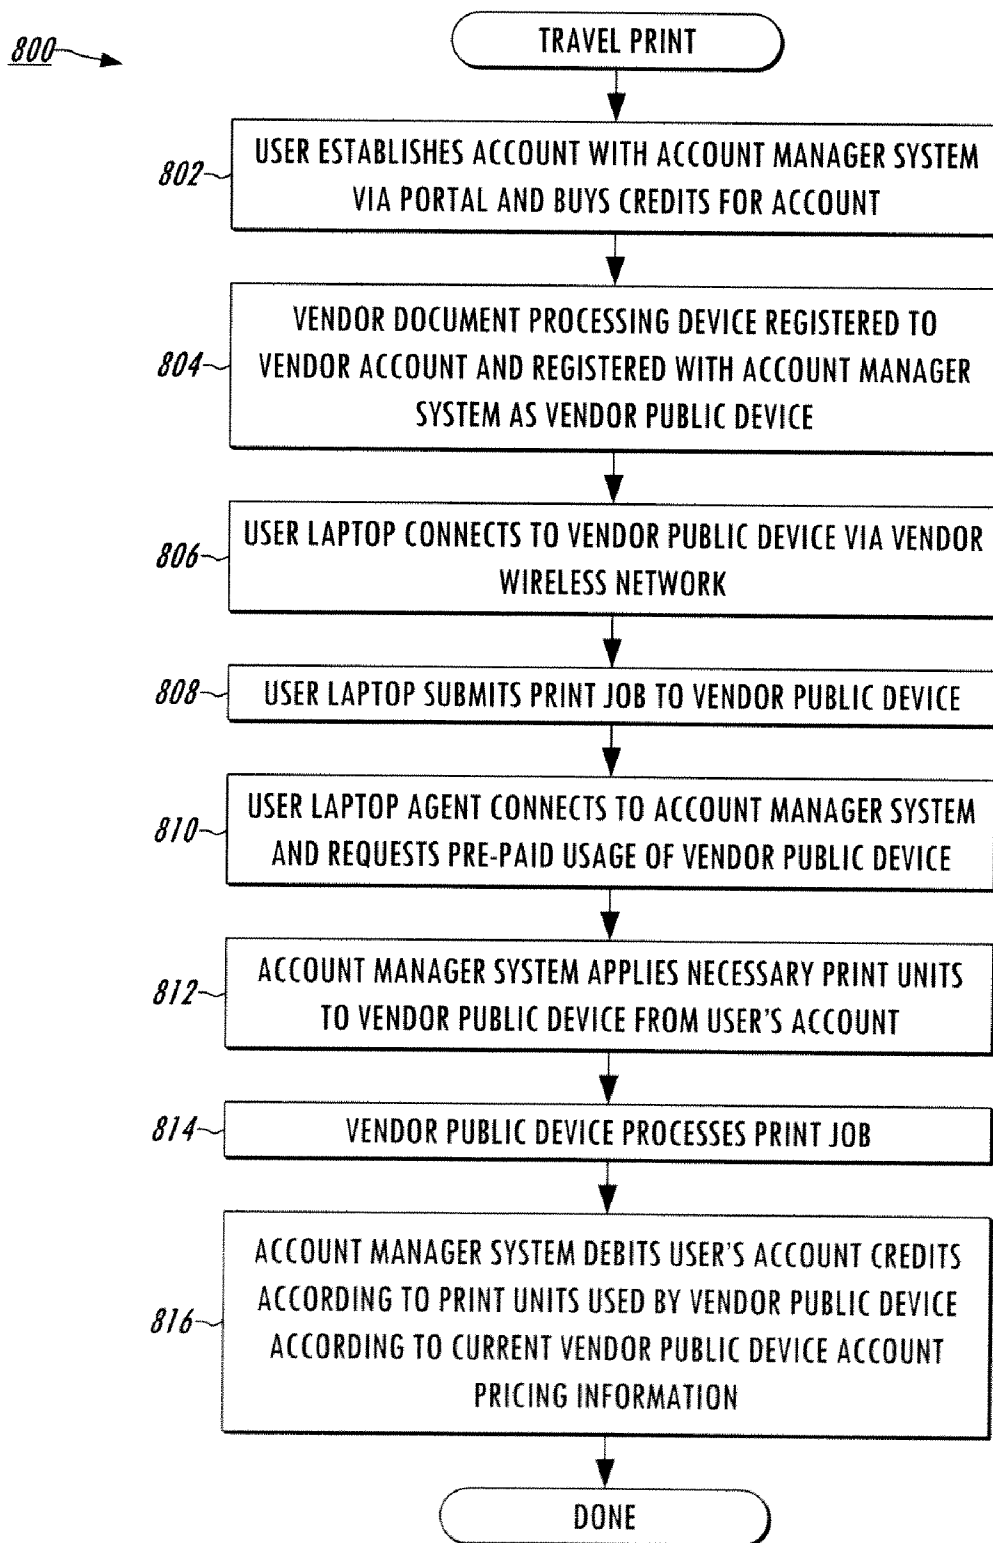 800
TRAVEL PRINT
802
USER ESTABLISHES ACCOUNT WITH ACCOUNT MANAGER SYSTEM
VIA PORTAL AND BUYS CREDITS FOR ACCOUNT
804
VENDOR DOCUMENT PROCESSING DEVICE REGISTERED TO
VENDOR ACCOUNT AND REGISTERED WITH ACCOUNT MANAGER
SYSTEM AS VENDOR PUBLIC DEVICE
806
USER LAPTOP CONNECTS TO VENDOR PUBLIC DEVICE VIA VENDOR
WIRELESS NETWORK
808
USER LAPTOP SUBMITS PRINT JOB TO VENDOR PUBLIC DEVICE
810
USER LAPTOP AGENT CONNECTS TO ACCOUNT MANAGER SYSTEM
AND REQUESTS PRE-PAID USAGE OF VENDOR PUBLIC DEVICE
812
ACCOUNT MANAGER SYSTEM APPLIES NECESSARY PRINT UNITS
TO VENDOR PUBLIC DEVICE FROM USER'S ACCOUNT
814
VENDOR PUBLIC DEVICE PROCESSES PRINT JOB
816
ACCOUNT MANAGER SYSTEM DEBITS USER'S ACCOUNT CREDITS
ACCORDING TO PRINT UNITS USED BY VENDOR PUBLIC DEVICE
ACCORDING TO CURRENT VENDOR PUBLIC DEVICE ACCOUNT
PRICING INFORMATION
DONE